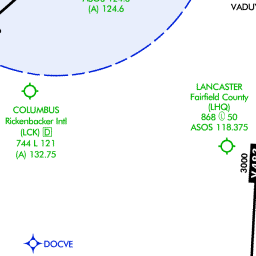 (A) 124.6
COLUMBUS
Rickenbacker Intl
(LCK) D
744 L 121
(A) 132.75
LANCASTER
Fairfield County
(LHQ)
868 Ⓛ 50
ASOS 118.375
3000
V493
DOCVE